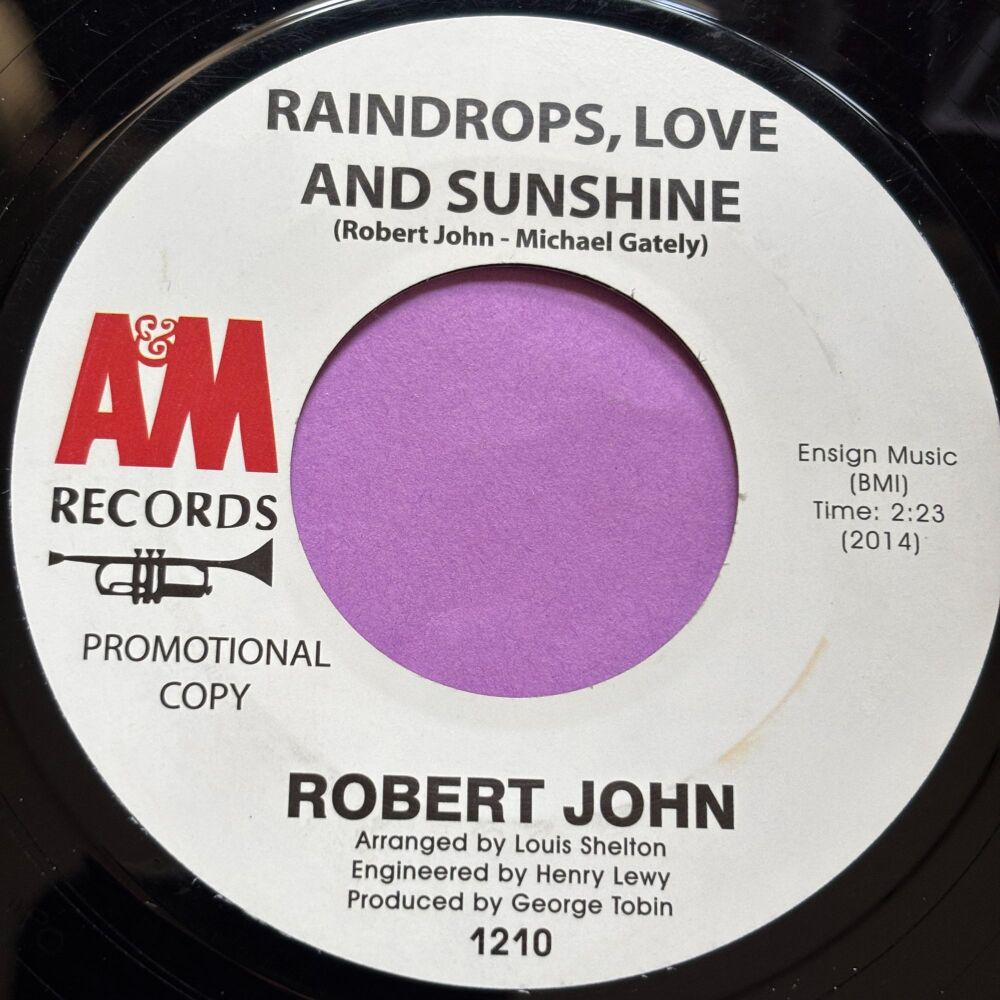 RAINDROPS, LOVE
AND SUNSHINE
(Robert John - Michael Gately)
A&M
RECORDS
PROMOTIONAL
COPY
Ensign Music
(BMI)
Time: 2:23
(2014)
ROBERT JOHN
Arranged by Louis Shelton
Engineered by Henry Lewy
Produced by George Tobin
1210